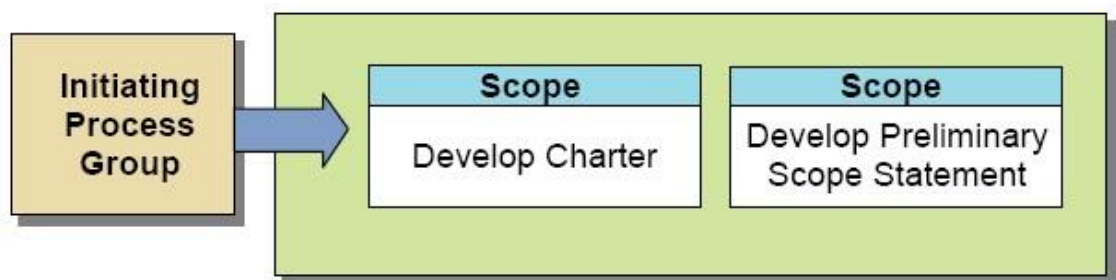 Initiating
Process
Group
Scope
Develop Charter
Scope
Develop Preliminary
Scope Statement